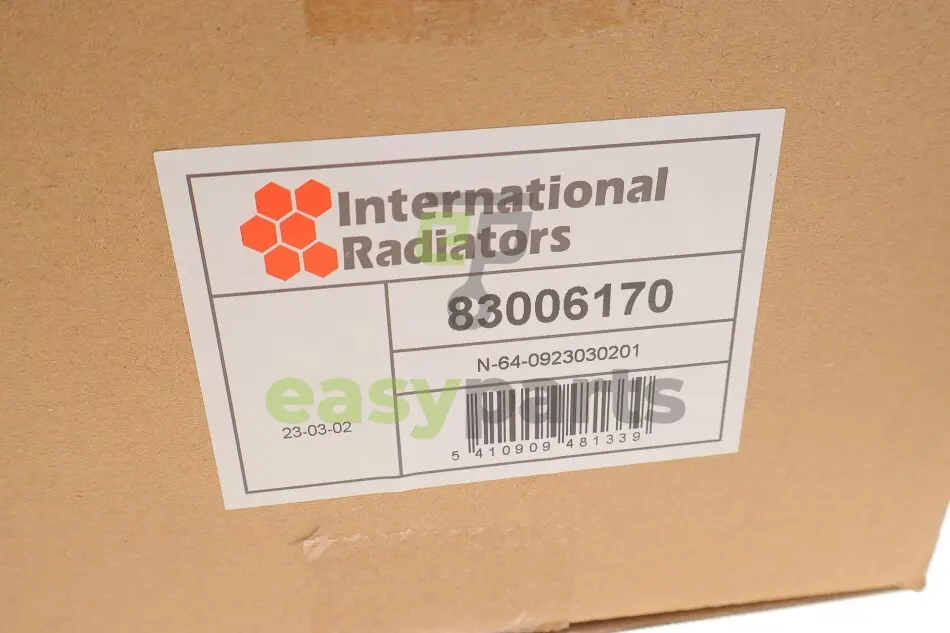 International
Radiators
83006170
N-64-0923030201
easyparts
23-03-02
5 410909 481339